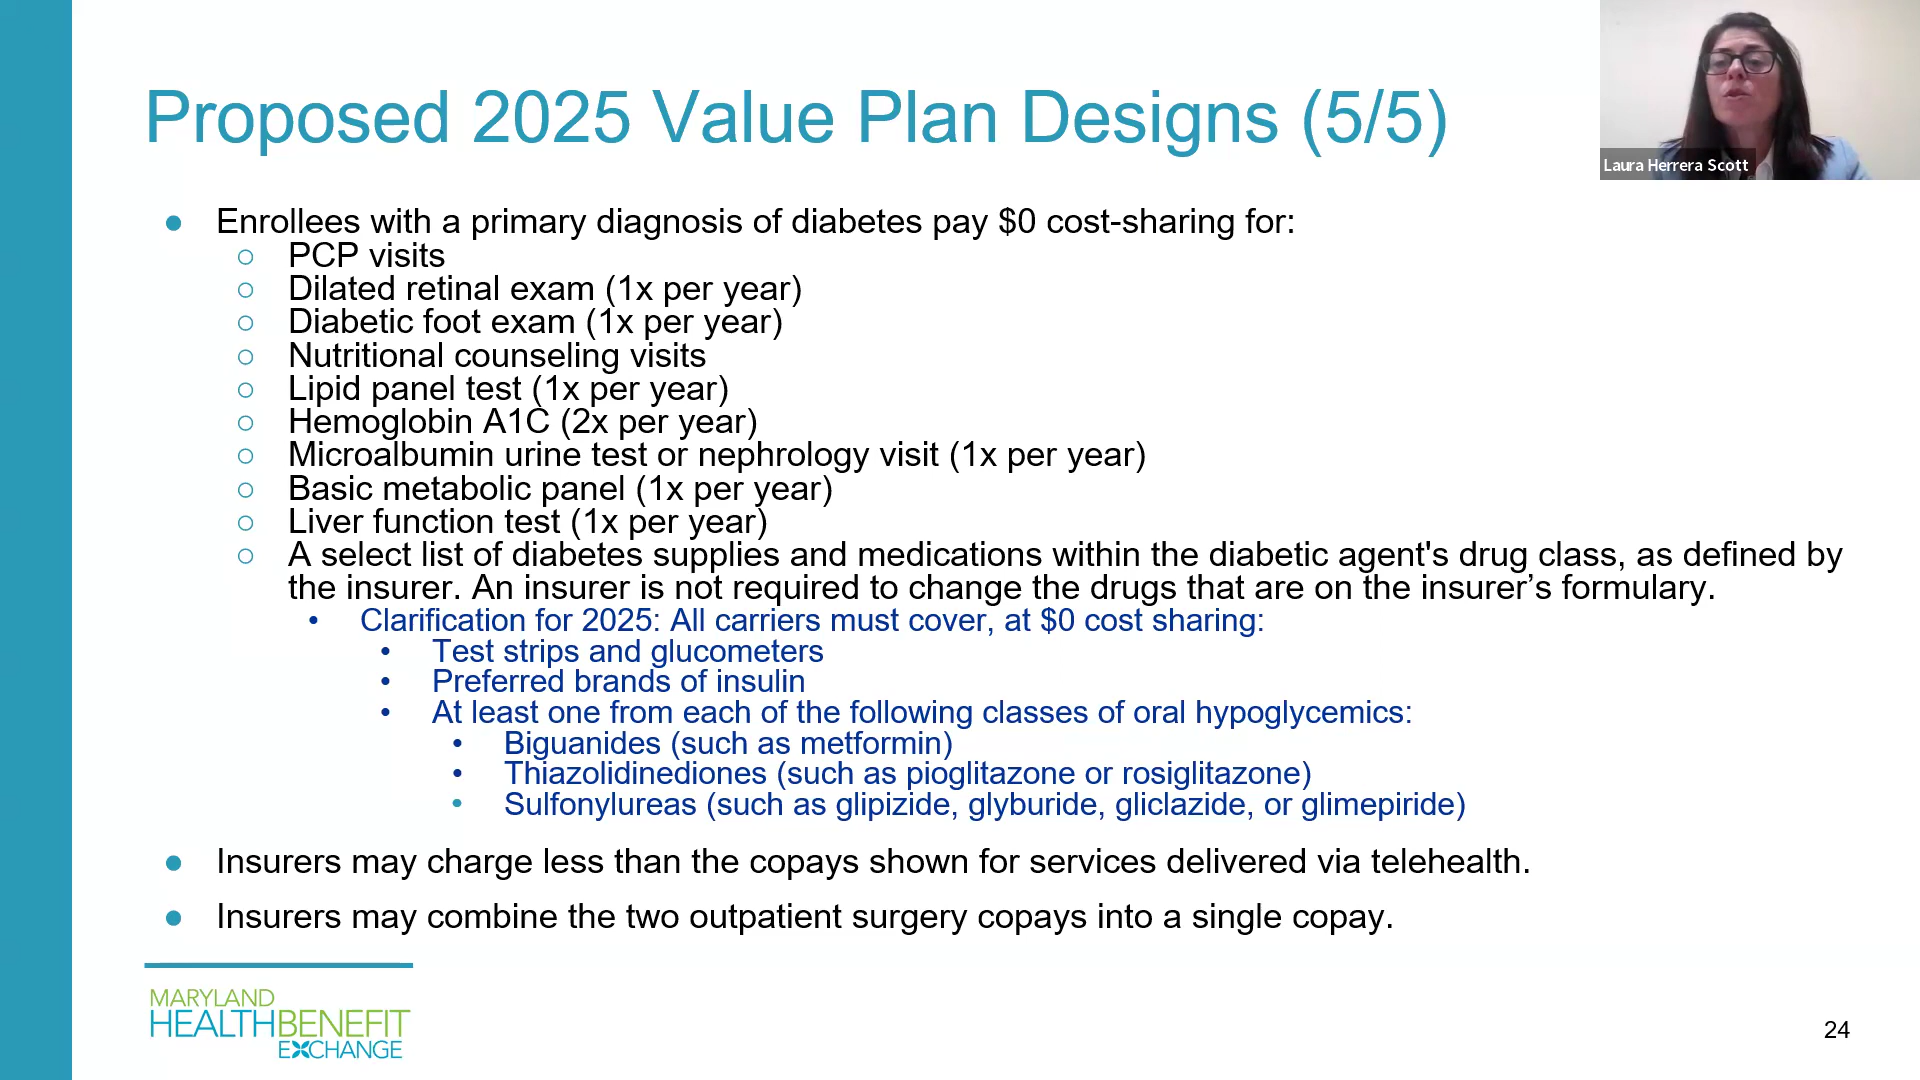 Proposed 2025 Value Plan Designs (5/5)
Laura Herrera Scott
● Enrollees with a primary diagnosis of diabetes pay $0 cost-sharing for:
○ PCP visits
○ Dilated retinal exam (1x per year)
○ Diabetic foot exam (1x per year)
○ Nutritional counseling visits
○ Lipid panel test (1x per year)
○ Hemoglobin A1C (2x per year)
○ Microalbumin urine test or nephrology visit (1x per year)
○ Basic metabolic panel (1x per year)
○ Liver function test (1x per year)
○ A select list of diabetes supplies and medications within the diabetic agent's drug class, as defined by
the insurer. An insurer is not required to change the drugs that are on the insurer’s formulary.
• Clarification for 2025: All carriers must cover, at $0 cost sharing:
• Test strips and glucometers
• Preferred brands of insulin
• At least one from each of the following classes of oral hypoglycemics:
• Biguanides (such as metformin)
• Thiazolidinediones (such as pioglitazone or rosiglitazone)
• Sulfonylureas (such as glipizide, glyburide, gliclazide, or glimepiride)
● Insurers may charge less than the copays shown for services delivered via telehealth.
● Insurers may combine the two outpatient surgery copays into a single copay.
MARYLAND
HEALTHBENEFIT
EXCHANGE
24